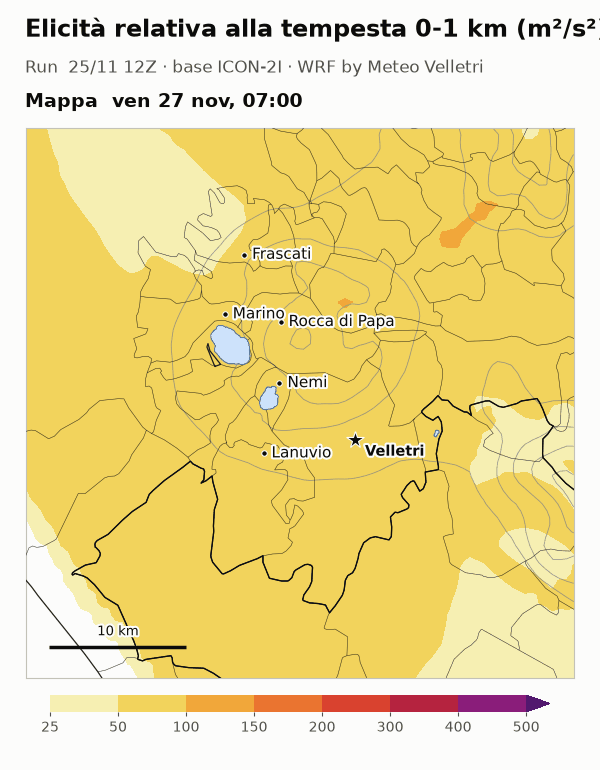 Elicità relativa alla tempesta 0-1 km (m²/s²)
Run 25/11 12Z · base ICON-2I · WRF by Meteo Velletri
Mappa ven 27 nov, 07:00
Frascati
Marino
Rocca di Papa
Nemi
Velletri
Lanuvio
10 km
25 50 100 150 200 300 400 500